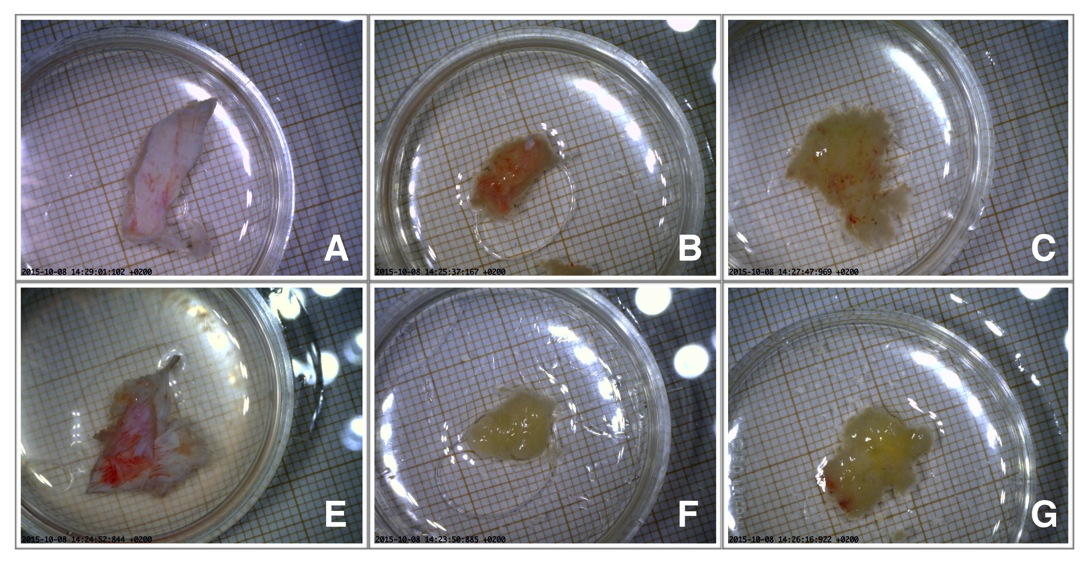 A
2015-10-08 14:29:01:102 +0200
B
2015-10-08 14:25:37:167 +0200
C
2015-10-08 14:27:47:969 +0200
E
2015-10-08 14:24:52:844 +0200
F
2015-10-08 14:23:50:885 +0200
G
2015-10-08 14:26:16:922 +0200